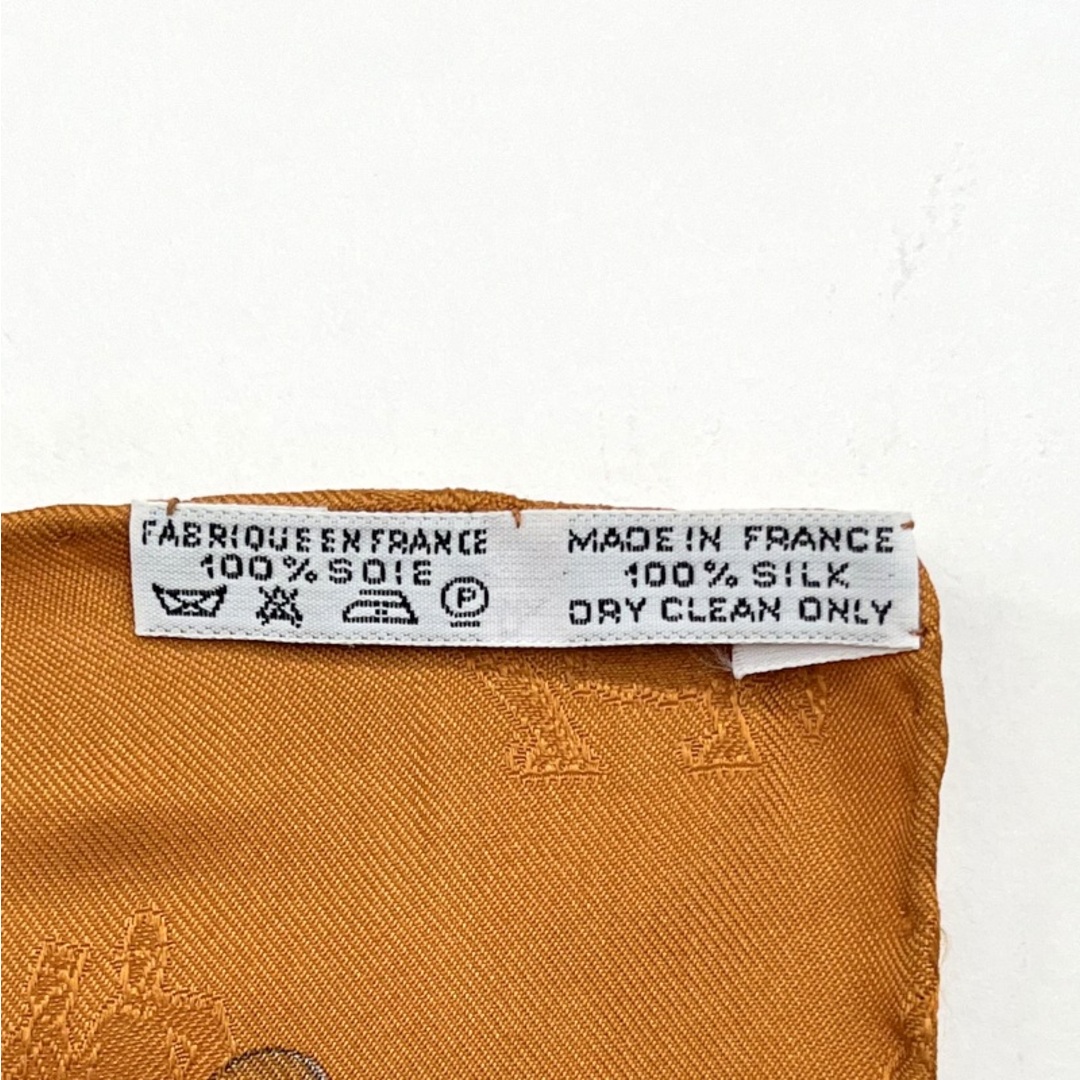 FABRIQUE EN FRANCE
100% SOIE
P
MADE IN FRANCE
100% SILK
DRY CLEAN ONLY